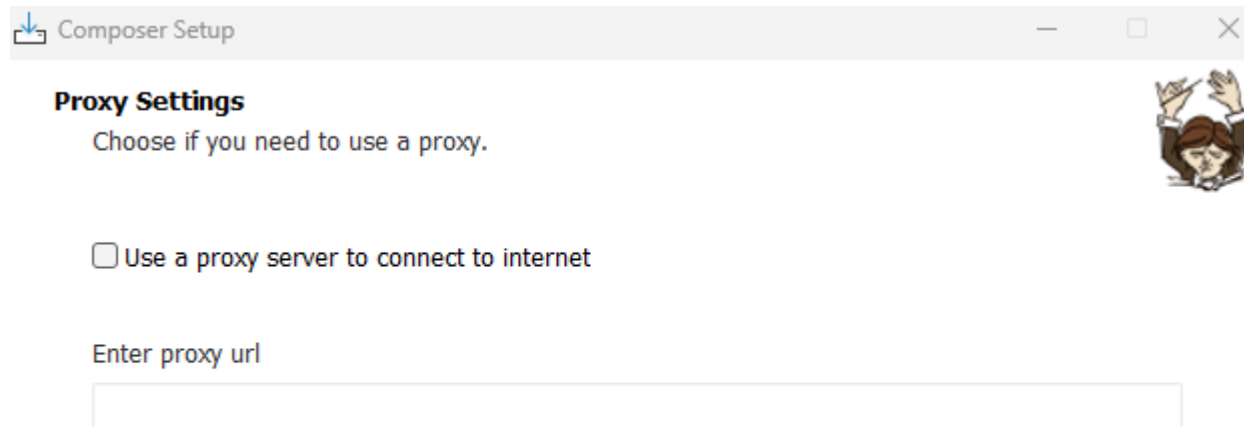 Composer Setup
Proxy Settings
Choose if you need to use a proxy.
Use a proxy server to connect to internet
Enter proxy url